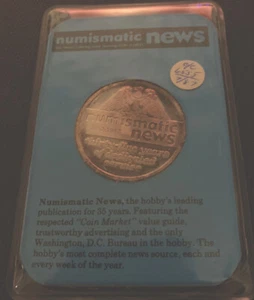 numismatic news
numismatic
news
Numismatic News, the hobby's leading
publication for 35 years. Featuring the
respected "Coin Market" value guide,
trustworthy advertising and the only
Washington, D.C. Bureau in the hobby. The
hobby's most complete news source, each and
every week of the year.